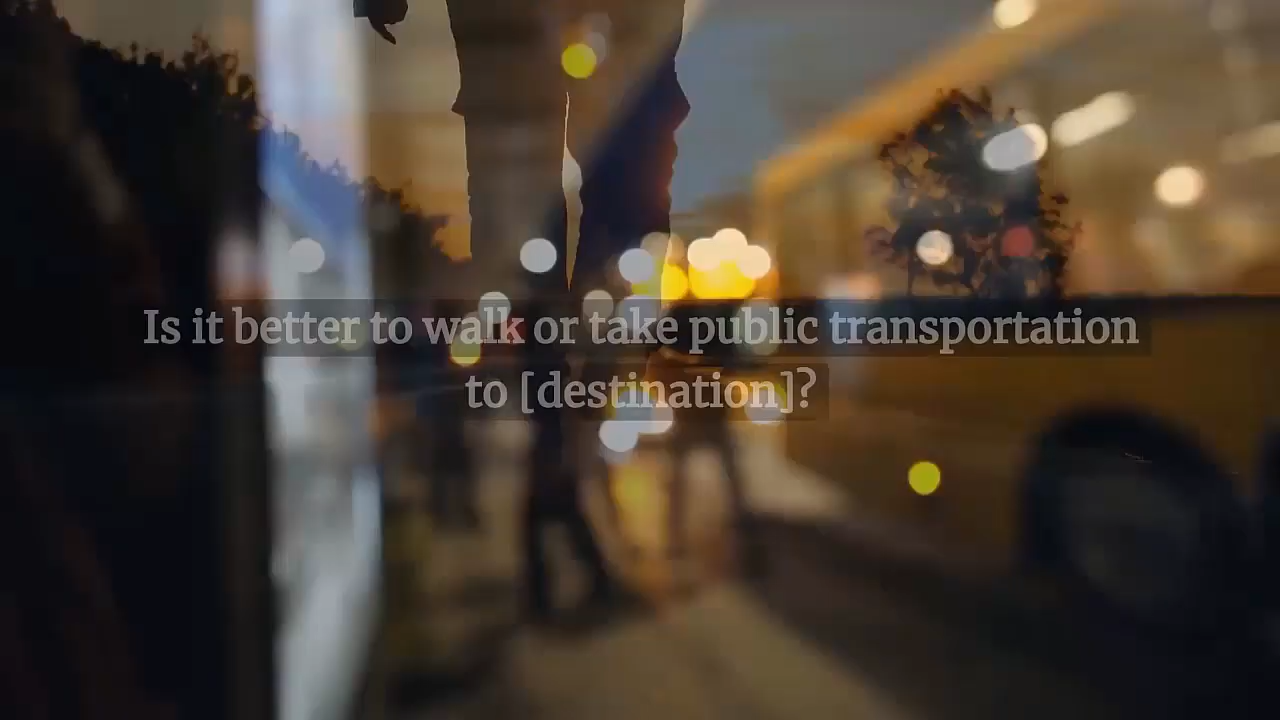 Is it better to walk or take public transportation
to [destination]?